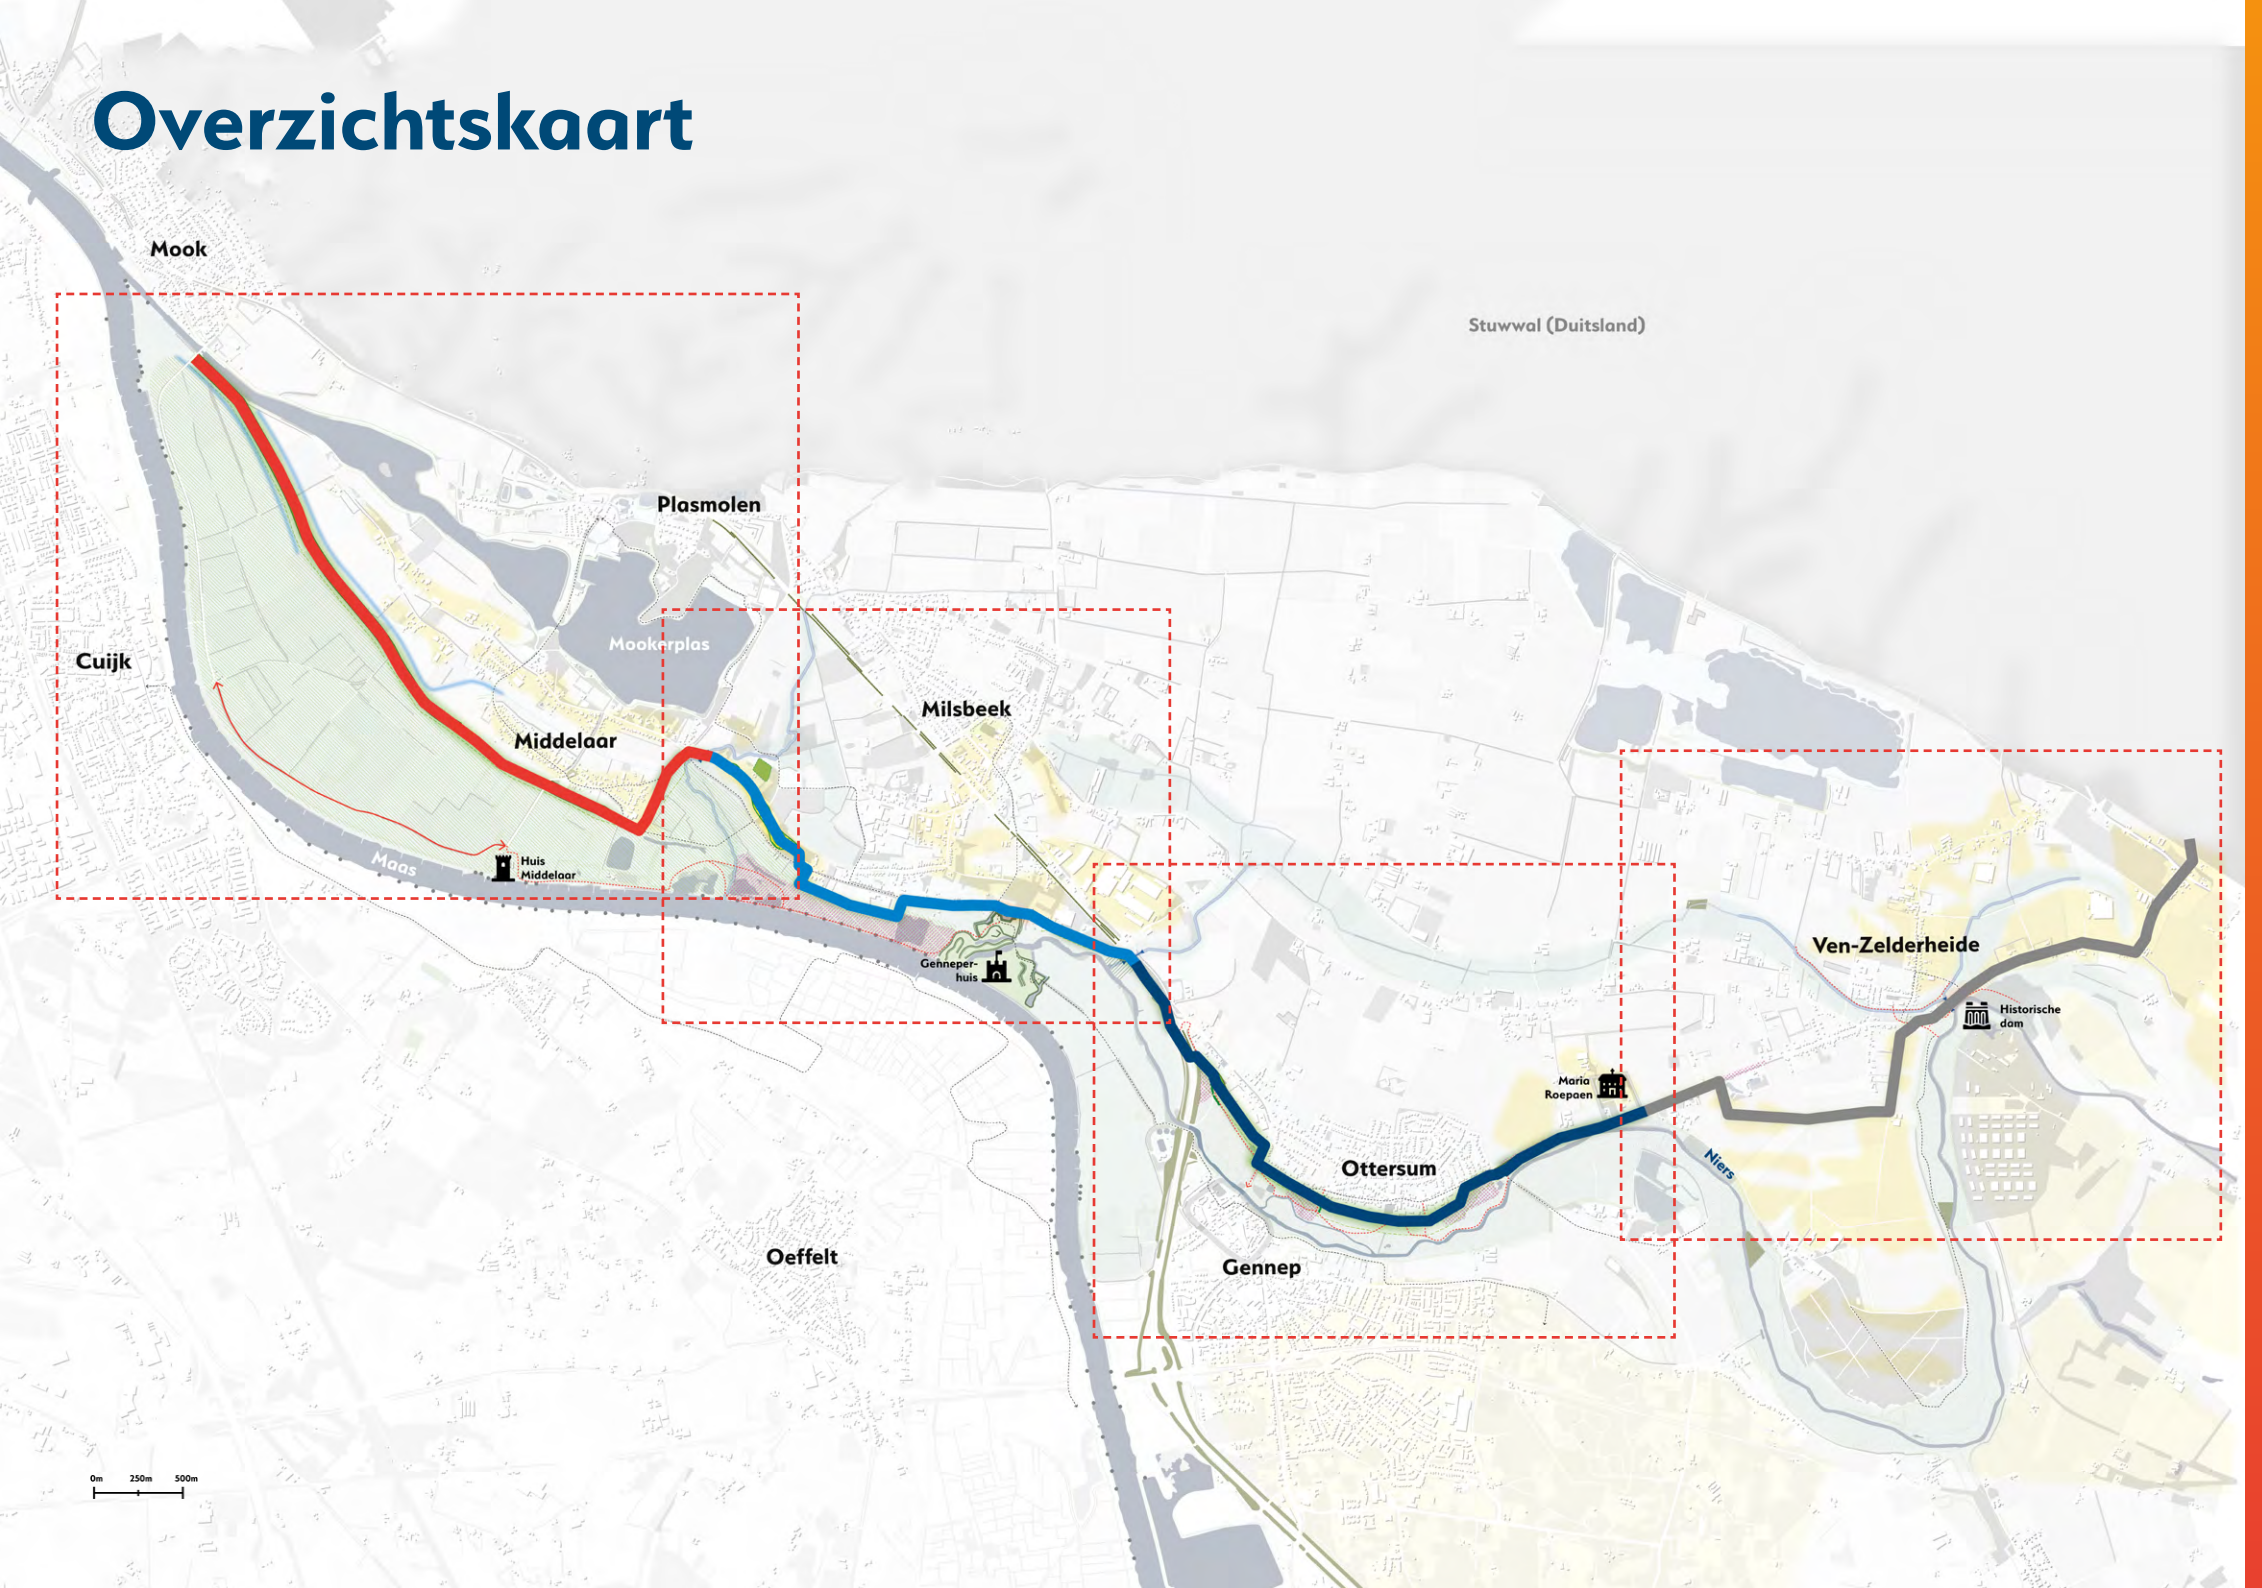 Overzichtskaart
Mook
Stuwwal (Duitsland)
Plasmolen
Mookerplas
Cuijk
Milsbeek
Middelaar
Maas
Huis
Middelaar
Genneper-
huis
Ven-Zelderheide
Historische
dam
Maria
Roepaen
Ottersum
Niers
Oeffelt
Gennep
0m 250m 500m